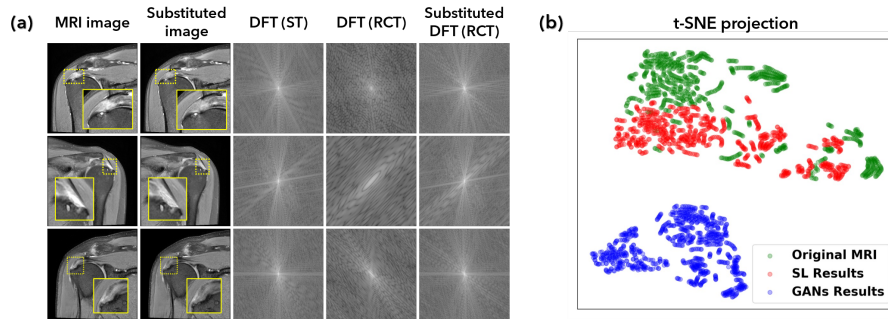 (a)
MRI image
Substituted
image
DFT (ST)
DFT (RCT)
Substituted
DFT (RCT)
(b)
t-SNE projection
Original MRI
SL Results
GANs Results